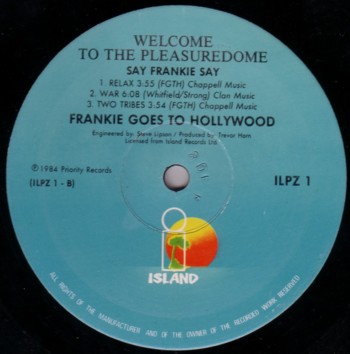 WELCOME
TO THE PLEASUREDOME
SAY FRANKIE SAY
1. RELAX 3:55 (FGTH) Chappell Music
2. WAR 6:08 (Whitfield/Strong) Clan Music
3. TWO TRIBES 3:54 (FGTH) Chappell Music
FRANKIE GOES TO HOLLYWOOD
Engineered by: Steve Lipson / Produced by: Trevor Horn
Licensed from Island Records Ltd
℗1984 Priority Records
(ILPZ 1 - B)
ILPZ 1
ISLAND
ALL RIGHTS OF THE MANUFACTURER AND OF THE OWNER OF THE RECORDED WORK RESERVED